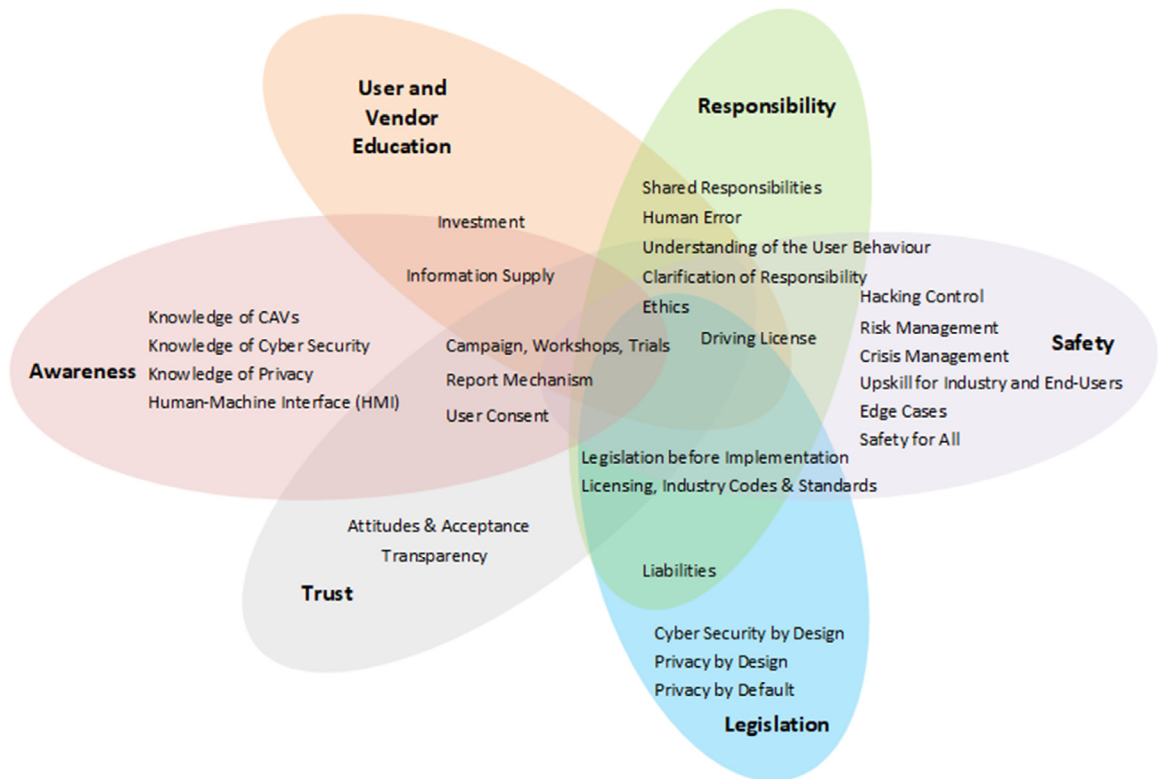 User and
Vendor
Education
Responsibility
Investment
Information Supply
Shared Responsibilities
Human Error
Understanding of the User Behaviour
Clarification of Responsibility
Ethics
Driving License
Awareness
Knowledge of CAVs
Knowledge of Cyber Security
Knowledge of Privacy
Human-Machine Interface (HMI)
Campaign, Workshops, Trials
Report Mechanism
User Consent
Hacking Control
Risk Management
Crisis Management
Upskill for Industry and End-Users
Edge Cases
Safety for All
Safety
Legislation before Implementation
Licensing, Industry Codes & Standards
Attitudes & Acceptance
Transparency
Trust
Liabilities
Cyber Security by Design
Privacy by Design
Privacy by Default
Legislation